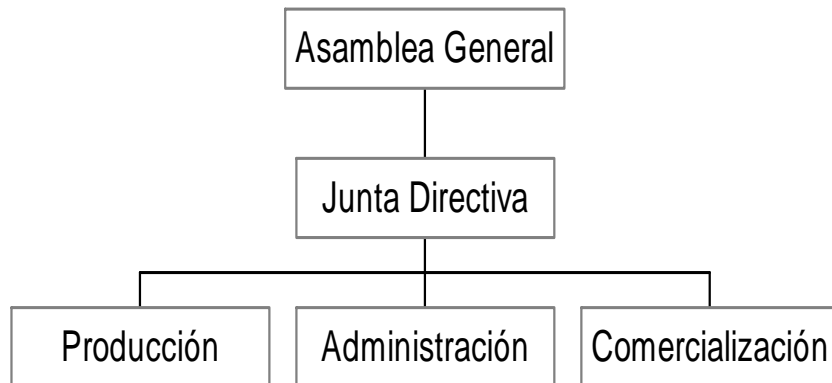 Asamblea General
Junta Directiva
Producción
Administración
Comercialización